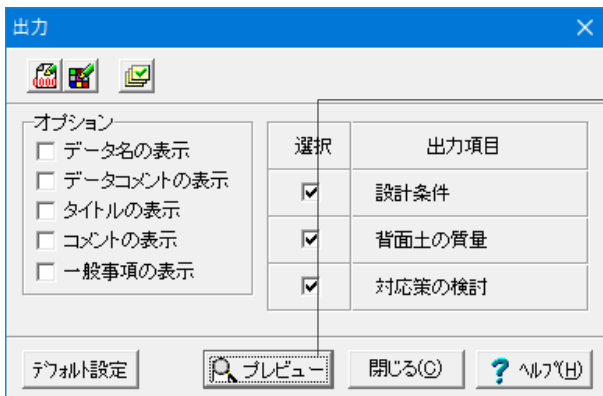 出力
オプション
データ名の表示
データコメントの表示
タイトルの表示
コメントの表示
一般事項の表示
選択 出力項目
設計条件
背面土の質量
対応策の検討
デフォルト設定 プレビュー 閉じる(C) ? ヘルプ(H)